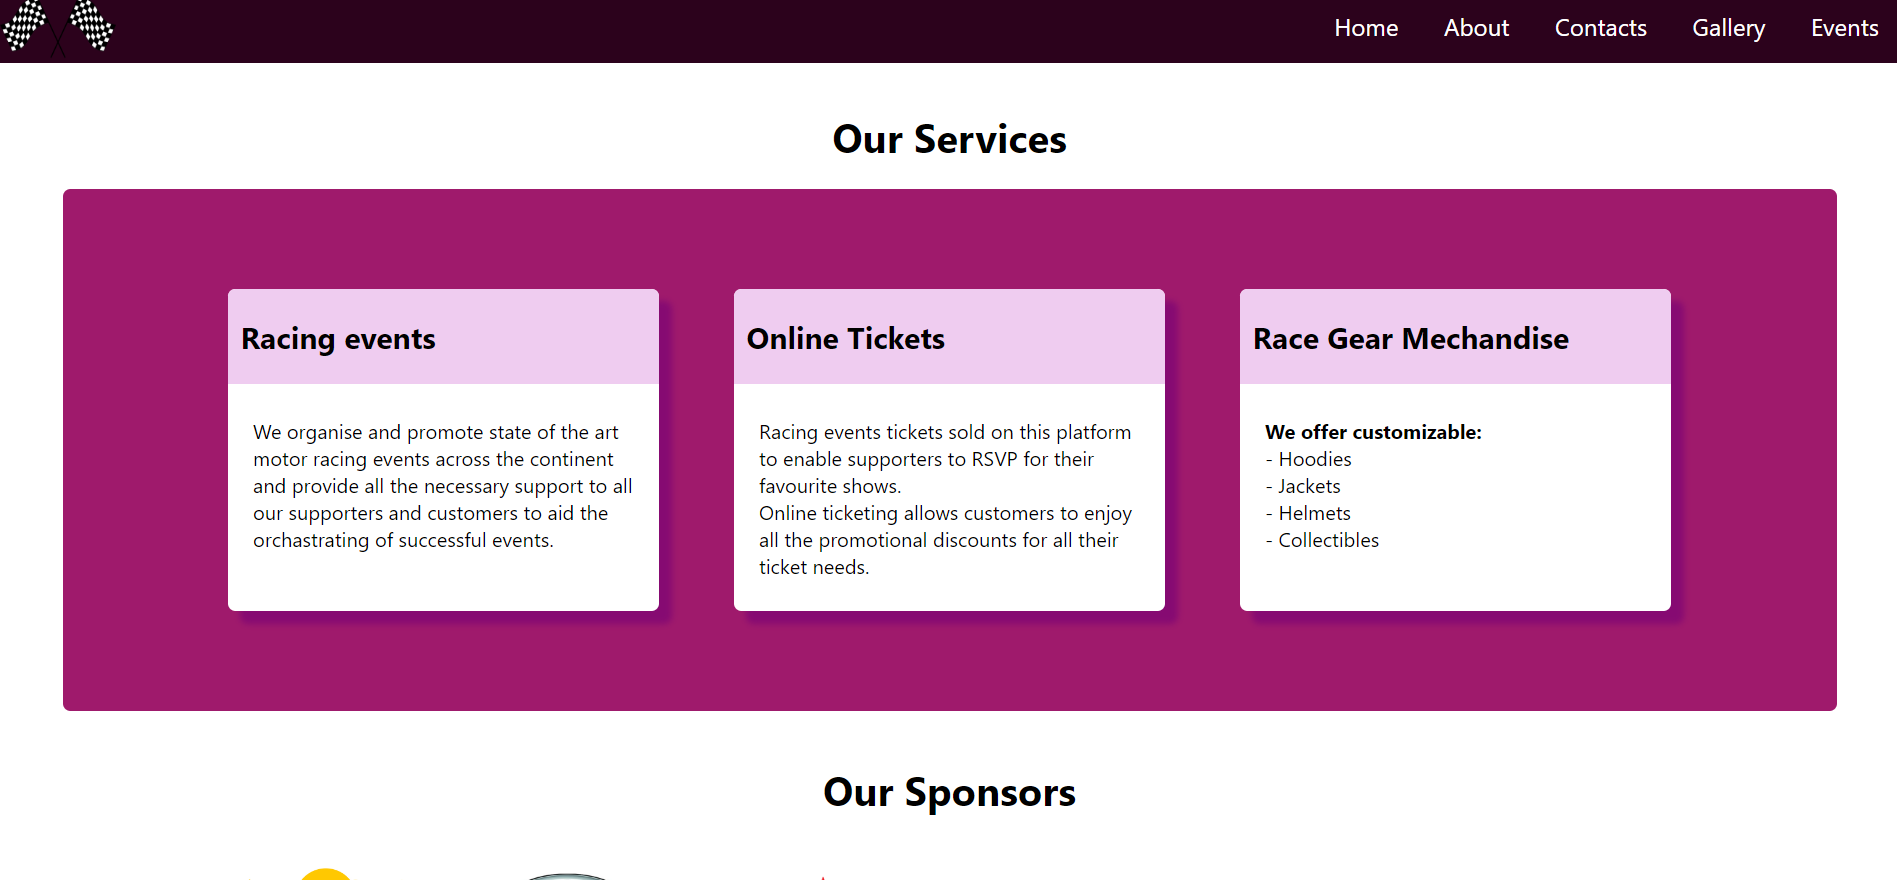 Home About Contacts Gallery Events
Our Services
Racing events
We organise and promote state of the art
motor racing events across the continent
and provide all the necessary support to all
our supporters and customers to aid the
orchastrating of successful events.
Online Tickets
Racing events tickets sold on this platform
to enable supporters to RSVP for their
favourite shows.
Online ticketing allows customers to enjoy
all the promotional discounts for all their
ticket needs.
Race Gear Mechandise
We offer customizable:
- Hoodies
- Jackets
- Helmets
- Collectibles
Our Sponsors